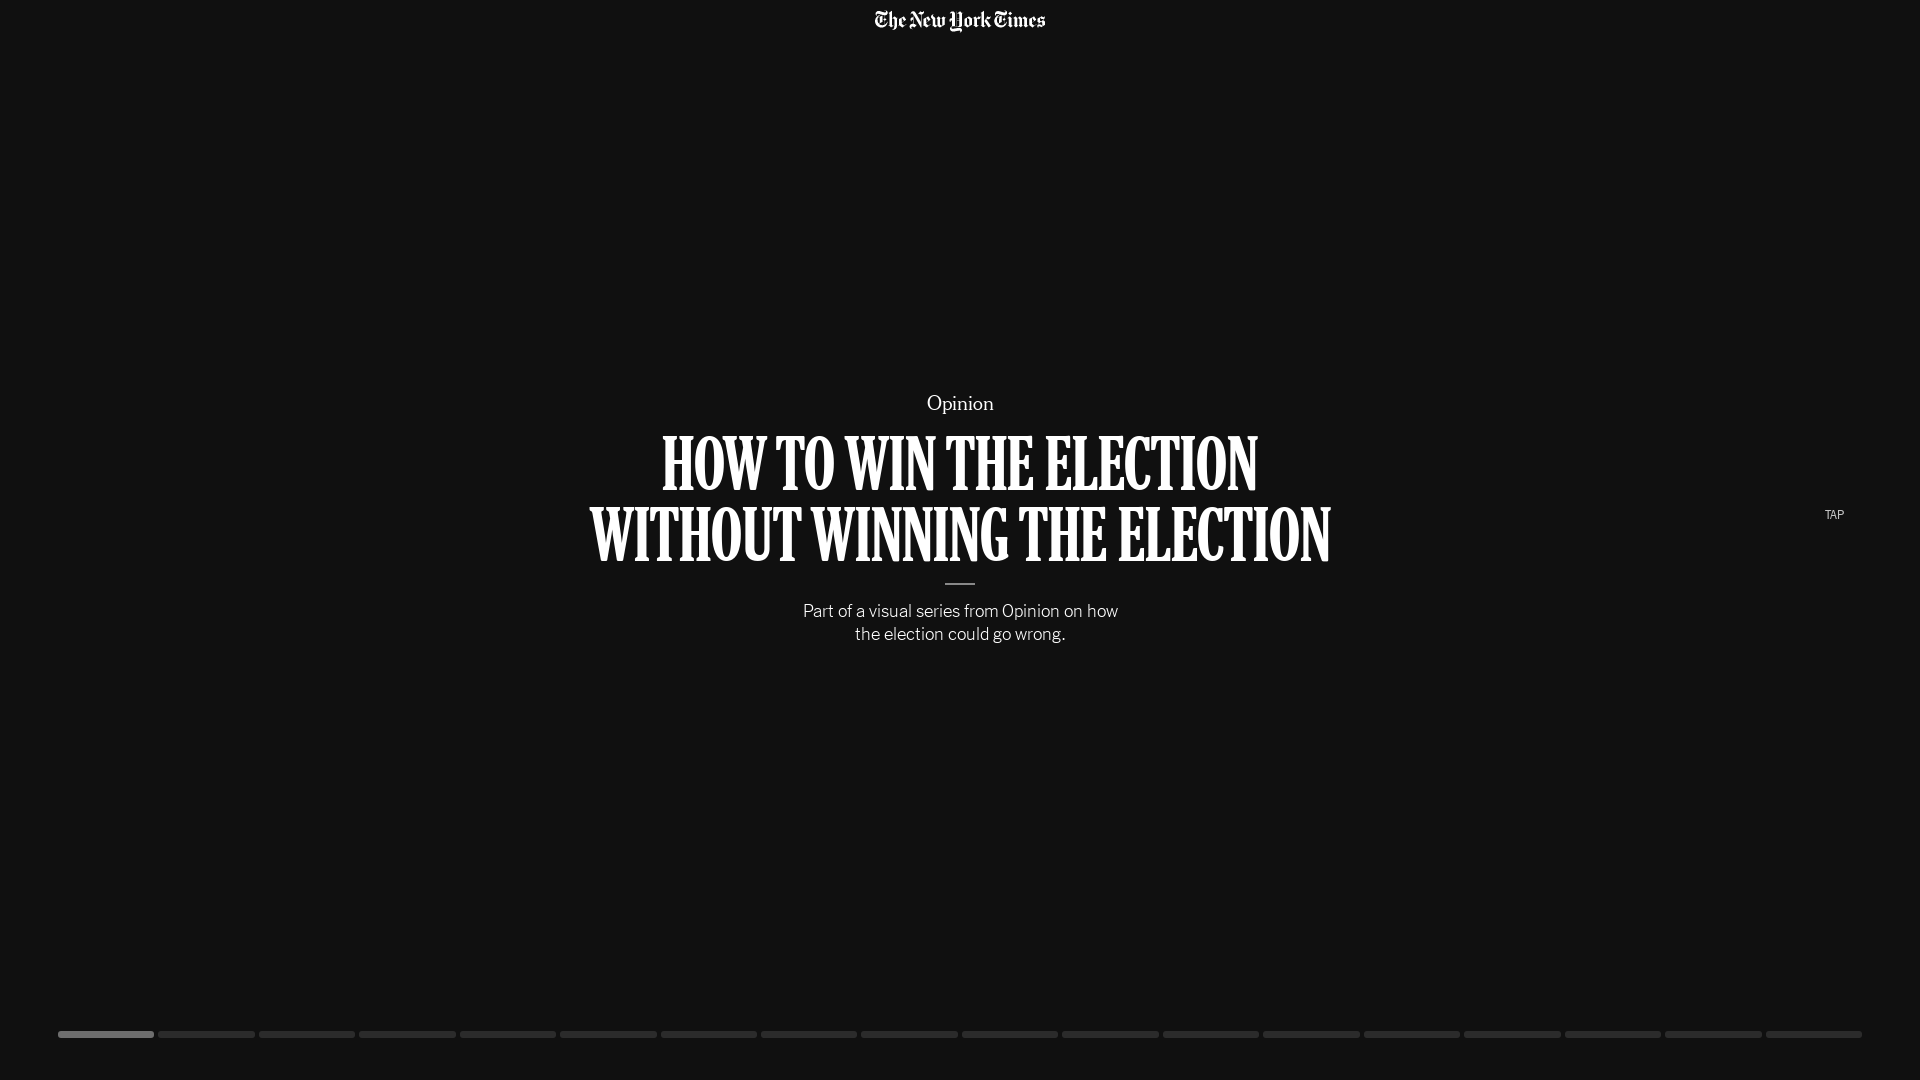 The New York Times
Opinion
HOW TO WIN THE ELECTION
WITHOUT WINNING THE ELECTION
TAP
Part of a visual series from Opinion on how
the election could go wrong.